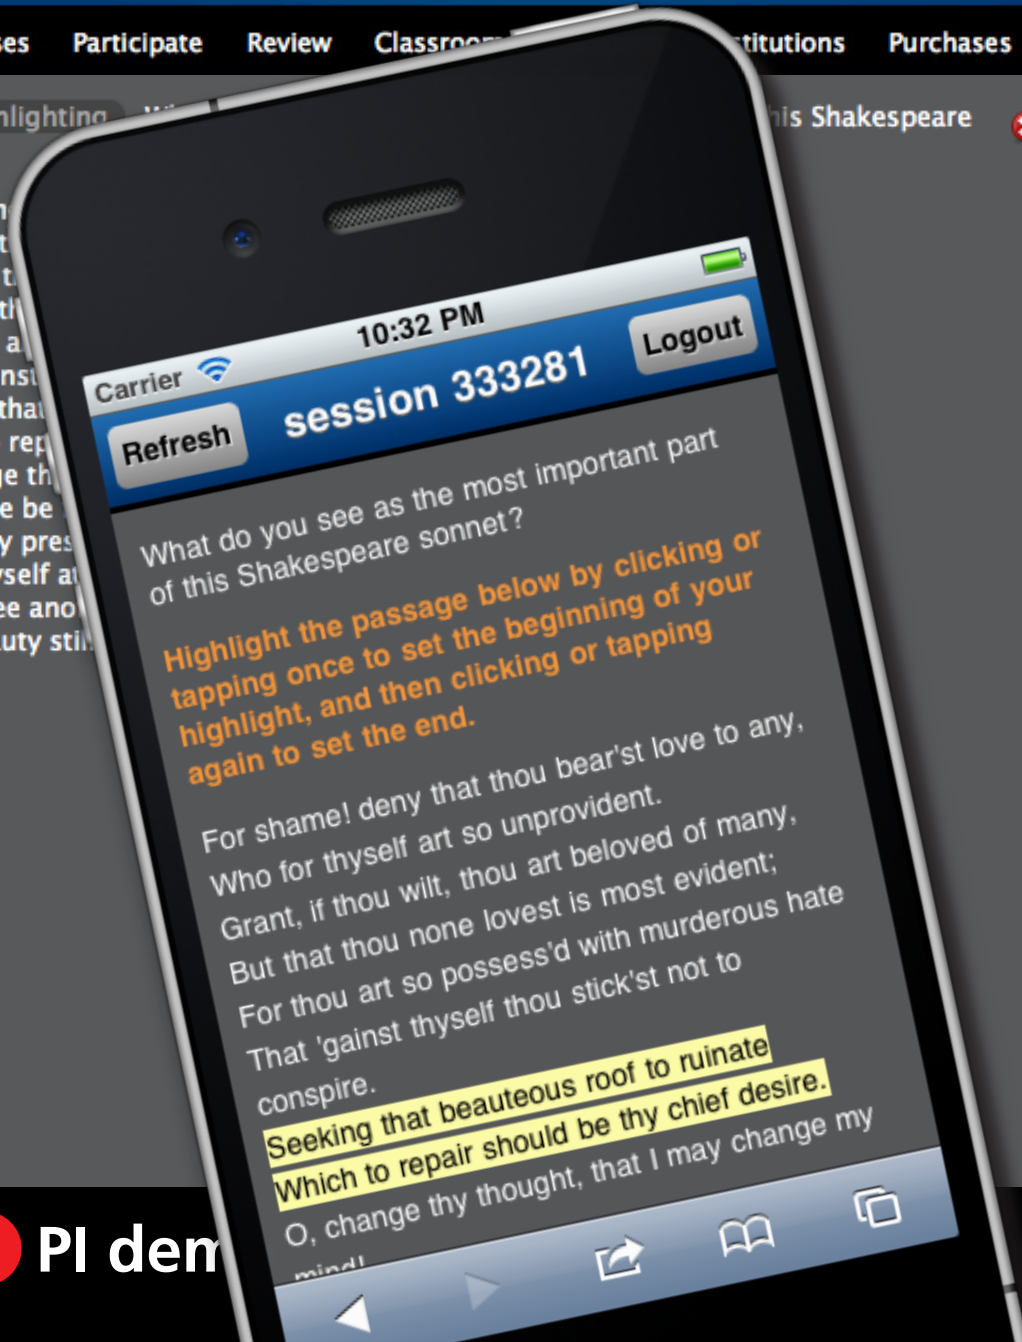 Participate Review Classroom Purchases
Shakespeare
Carrier 10:32 PM
Refresh session 333281 Logout
What do you see as the most important part
of this Shakespeare sonnet?
Highlight the passage below by clicking or
tapping once to set the beginning of your
highlight, and then clicking or tapping
again to set the end.
For shame! deny that thou bear'st love to any,
Who for thyself art so unprovident.
Grant, if thou wilt, thou art beloved of many,
But that thou none lovest is most evident;
For thou art so possess'd with murderous hate
That 'gainst thyself thou stick'st not to
conspire.
Seeking that beauteous roof to ruinate
Which to repair should be thy chief desire.
O, change thy thought, that I may change my
mind!
PI dem